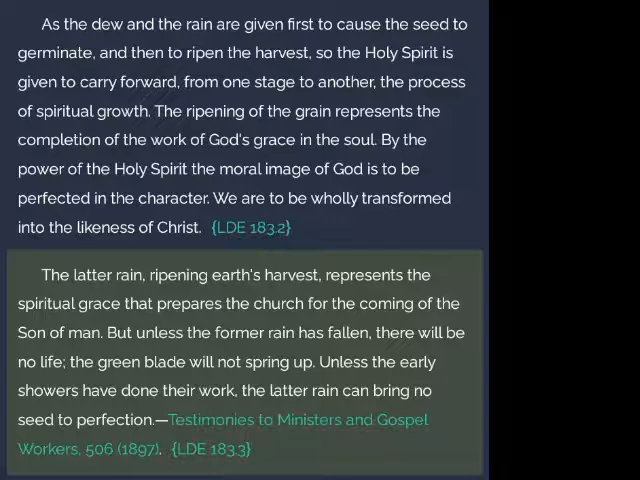 As the dew and the rain are given first to cause the seed to
germinate, and then to ripen the harvest, so the Holy Spirit is
given to carry forward, from one stage to another, the process
of spiritual growth. The ripening of the grain represents the
completion of the work of God's grace in the soul. By the
power of the Holy Spirit the moral image of God is to be
perfected in the character. We are to be wholly transformed
into the likeness of Christ. {LDE 183.2}
The latter rain, ripening earth's harvest, represents the
spiritual grace that prepares the church for the coming of the
Son of man. But unless the former rain has fallen, there will be
no life; the green blade will not spring up. Unless the early
showers have done their work, the latter rain can bring no
seed to perfection.—Testimonies to Ministers and Gospel
Workers, 506 (1897). {LDE 183.3}